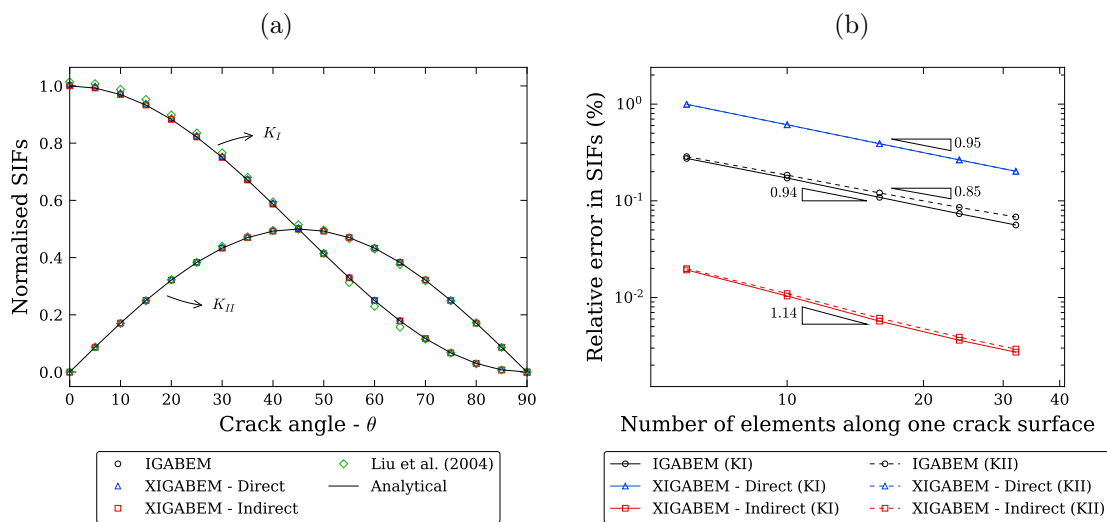 (a)
Normalised SIFs
1.0
0.8
0.6
0.4
0.2
0.0
K_I
K_II
0 10 20 30 40 50 60 70 80 90
Crack angle - θ
IGABEM
XIGABEM - Direct
XIGABEM - Indirect
Liu et al. (2004)
Analytical
(b)
Relative error in SIFs (%)
10^0
10^-1
10^-2
0.95
0.94
0.85
1.14
10 20 30 40
Number of elements along one crack surface
IGABEM (KI)
XIGABEM - Direct (KI)
XIGABEM - Indirect (KI)
IGABEM (KII)
XIGABEM - Direct (KII)
XIGABEM - Indirect (KII)